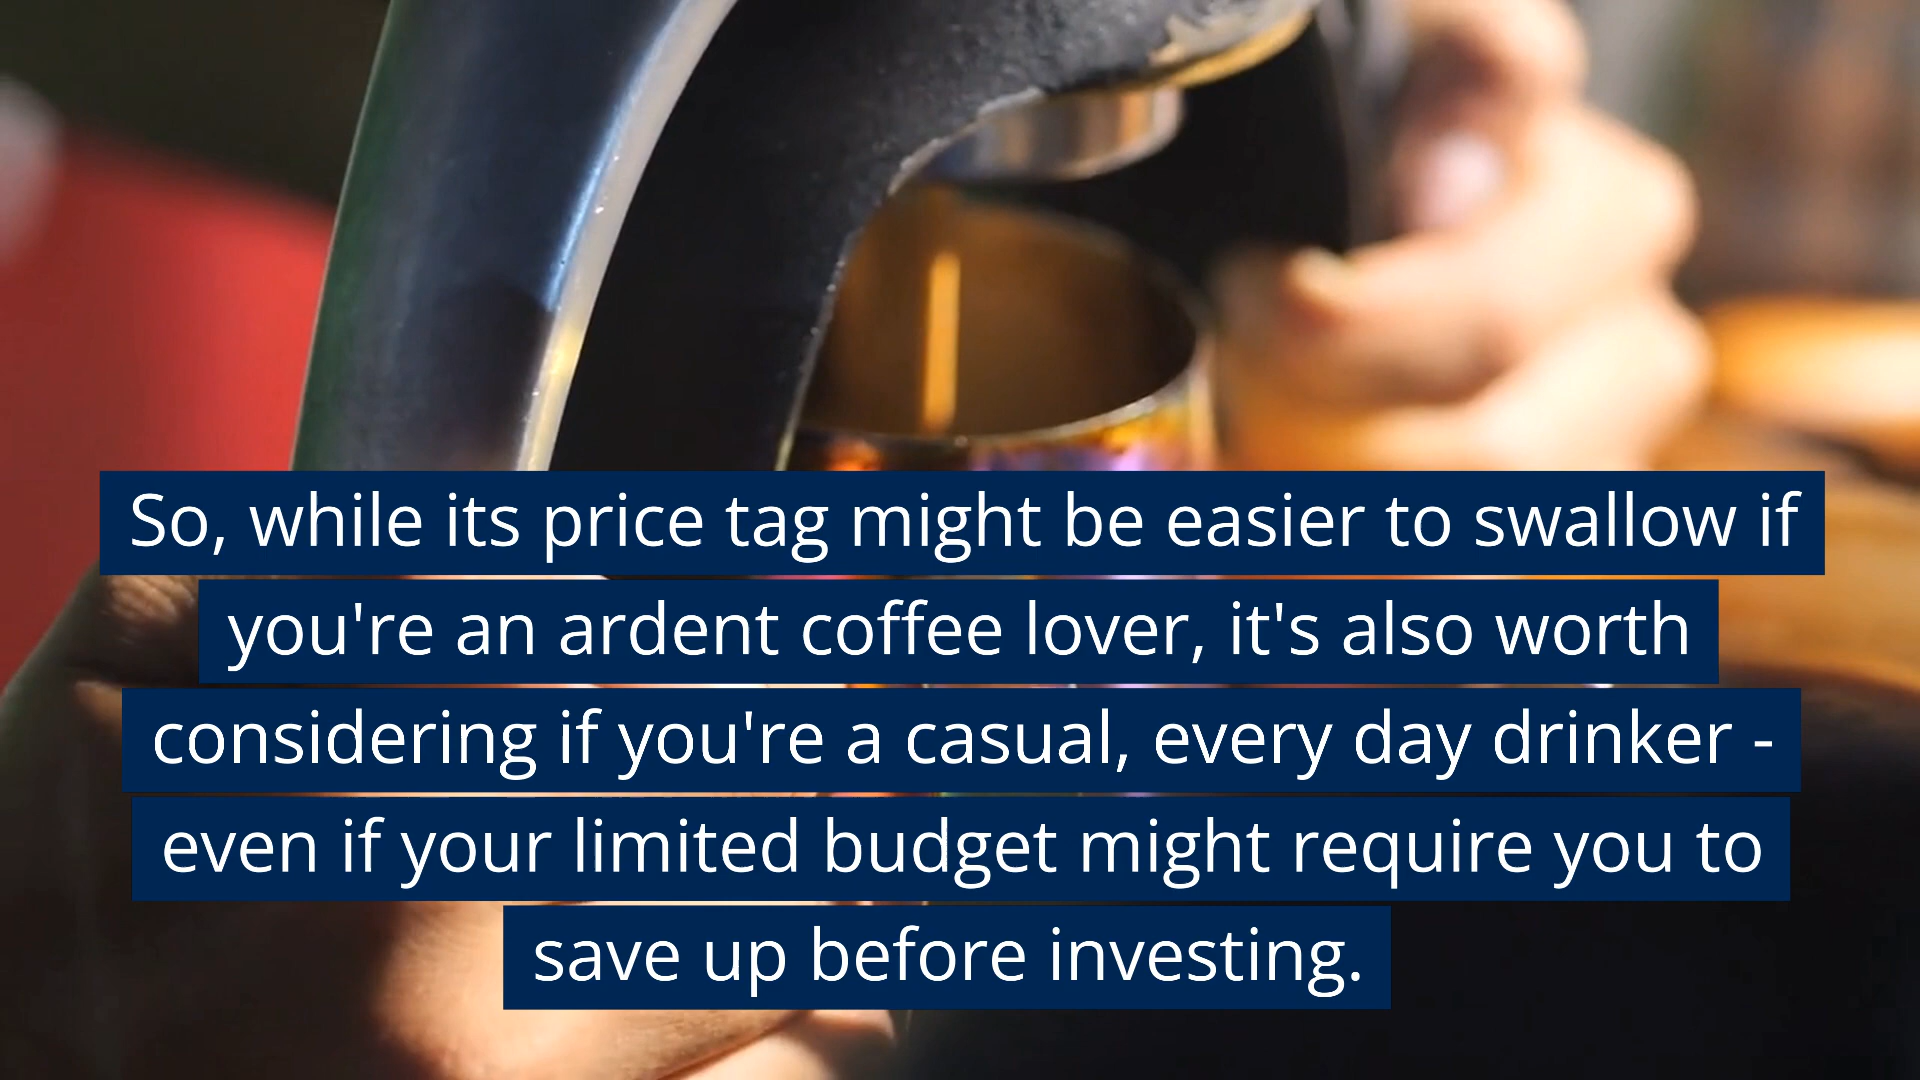 So, while its price tag might be easier to swallow if
you're an ardent coffee lover, it's also worth
considering if you're a casual, every day drinker -
even if your limited budget might require you to
save up before investing.